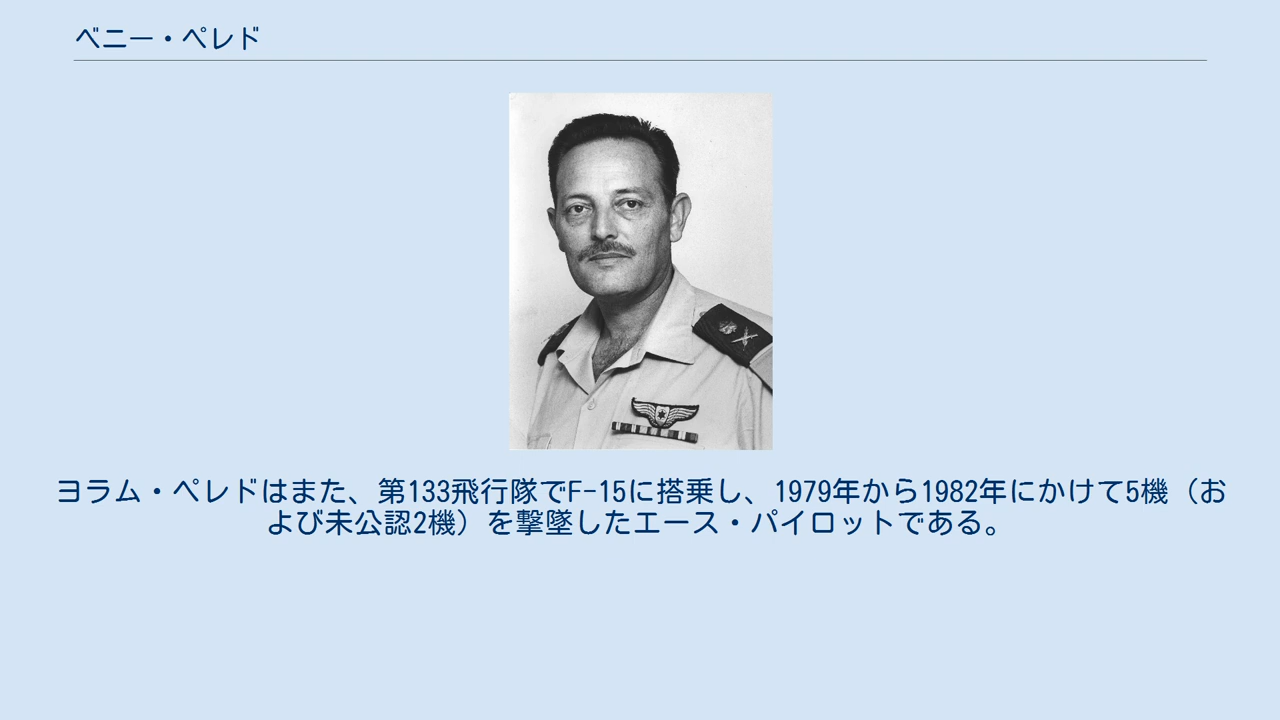 ベニー・ペレド
ヨラム・ペレドはまた、第133飛行隊でF-15に搭乗し、1979年から1982年にかけて5機（お
よび未公認2機）を撃墜したエース・パイロットである。